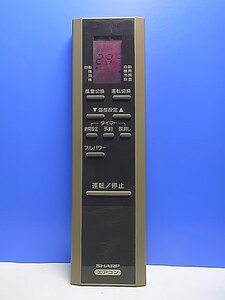 23
風量切換 運転切換
▼温度設定▲
タイマー
時間設定 予約 取消し
フルパワー
運転／停止
SHARP
エアコン